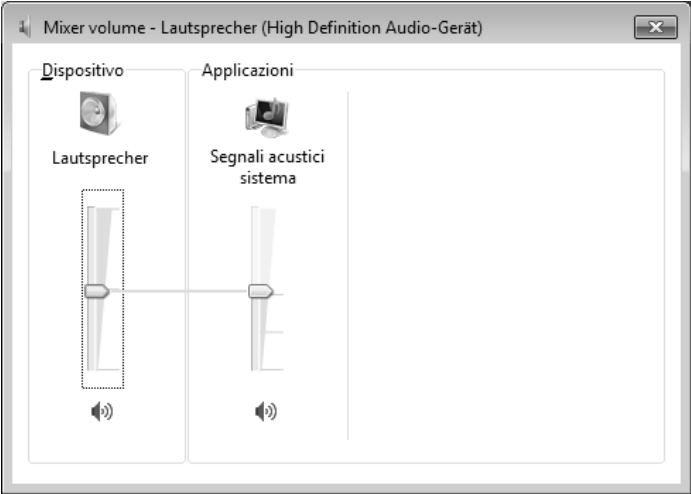 Mixer volume - Lautsprecher (High Definition Audio-Gerät)
Dispositivo
Applicazioni
Lautsprecher
Segnali acustici
sistema